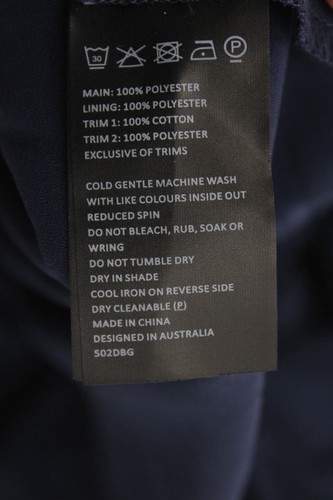 30 P
MAIN: 100% POLYESTER
LINING: 100% POLYESTER
TRIM 1: 100% COTTON
TRIM 2: 100% POLYESTER
EXCLUSIVE OF TRIMS
COLD GENTLE MACHINE WASH
WITH LIKE COLOURS INSIDE OUT
REDUCED SPIN
DO NOT BLEACH, RUB, SOAK OR
WRING
DO NOT TUMBLE DRY
DRY IN SHADE
COOL IRON ON REVERSE SIDE
DRY CLEANABLE (P)
MADE IN CHINA
DESIGNED IN AUSTRALIA
502DBG